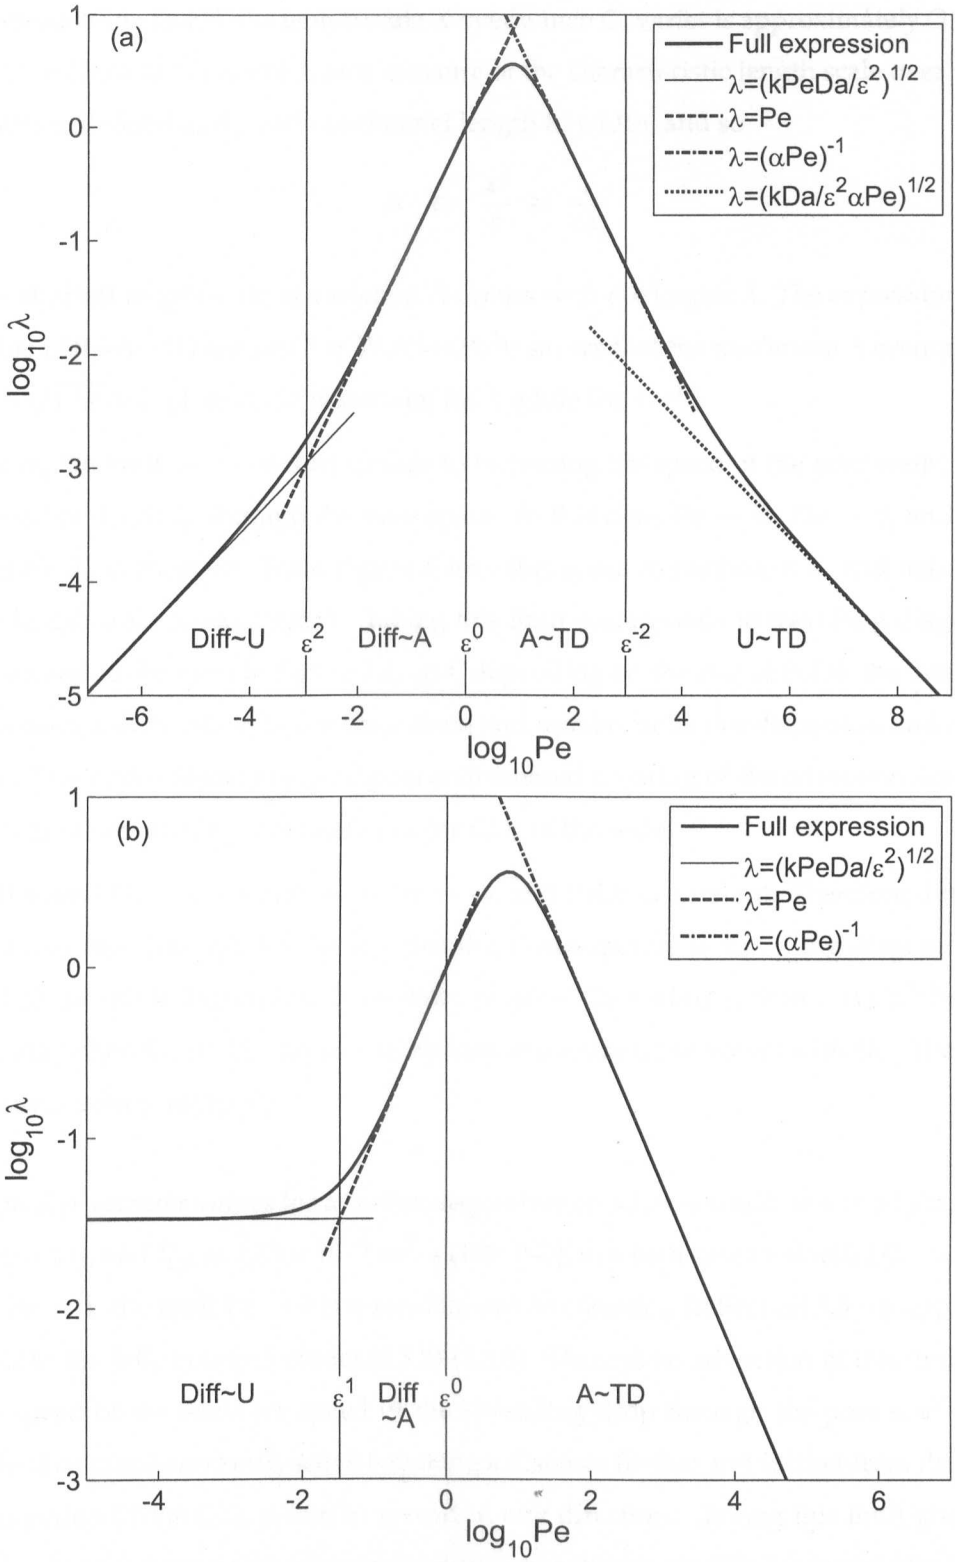 (a)
Full expression
λ=(kPeDa/ε²)^1/2
λ=Pe
λ=(αPe)^-1
λ=(kDa/ε²αPe)^1/2
1
0
-1
-2
-3
-4
-5
log10λ
Diff~U ε² Diff~A ε⁰ A~TD ε^-2 U~TD
-6 -4 -2 0 2 4 6 8
log10Pe
(b)
Full expression
λ=(kPeDa/ε²)^1/2
λ=Pe
λ=(αPe)^-1
1
0
-1
-2
-3
log10λ
Diff~U ε¹ Diff ε⁰ A~TD
~A
-4 -2 0 2 4 6
log10Pe